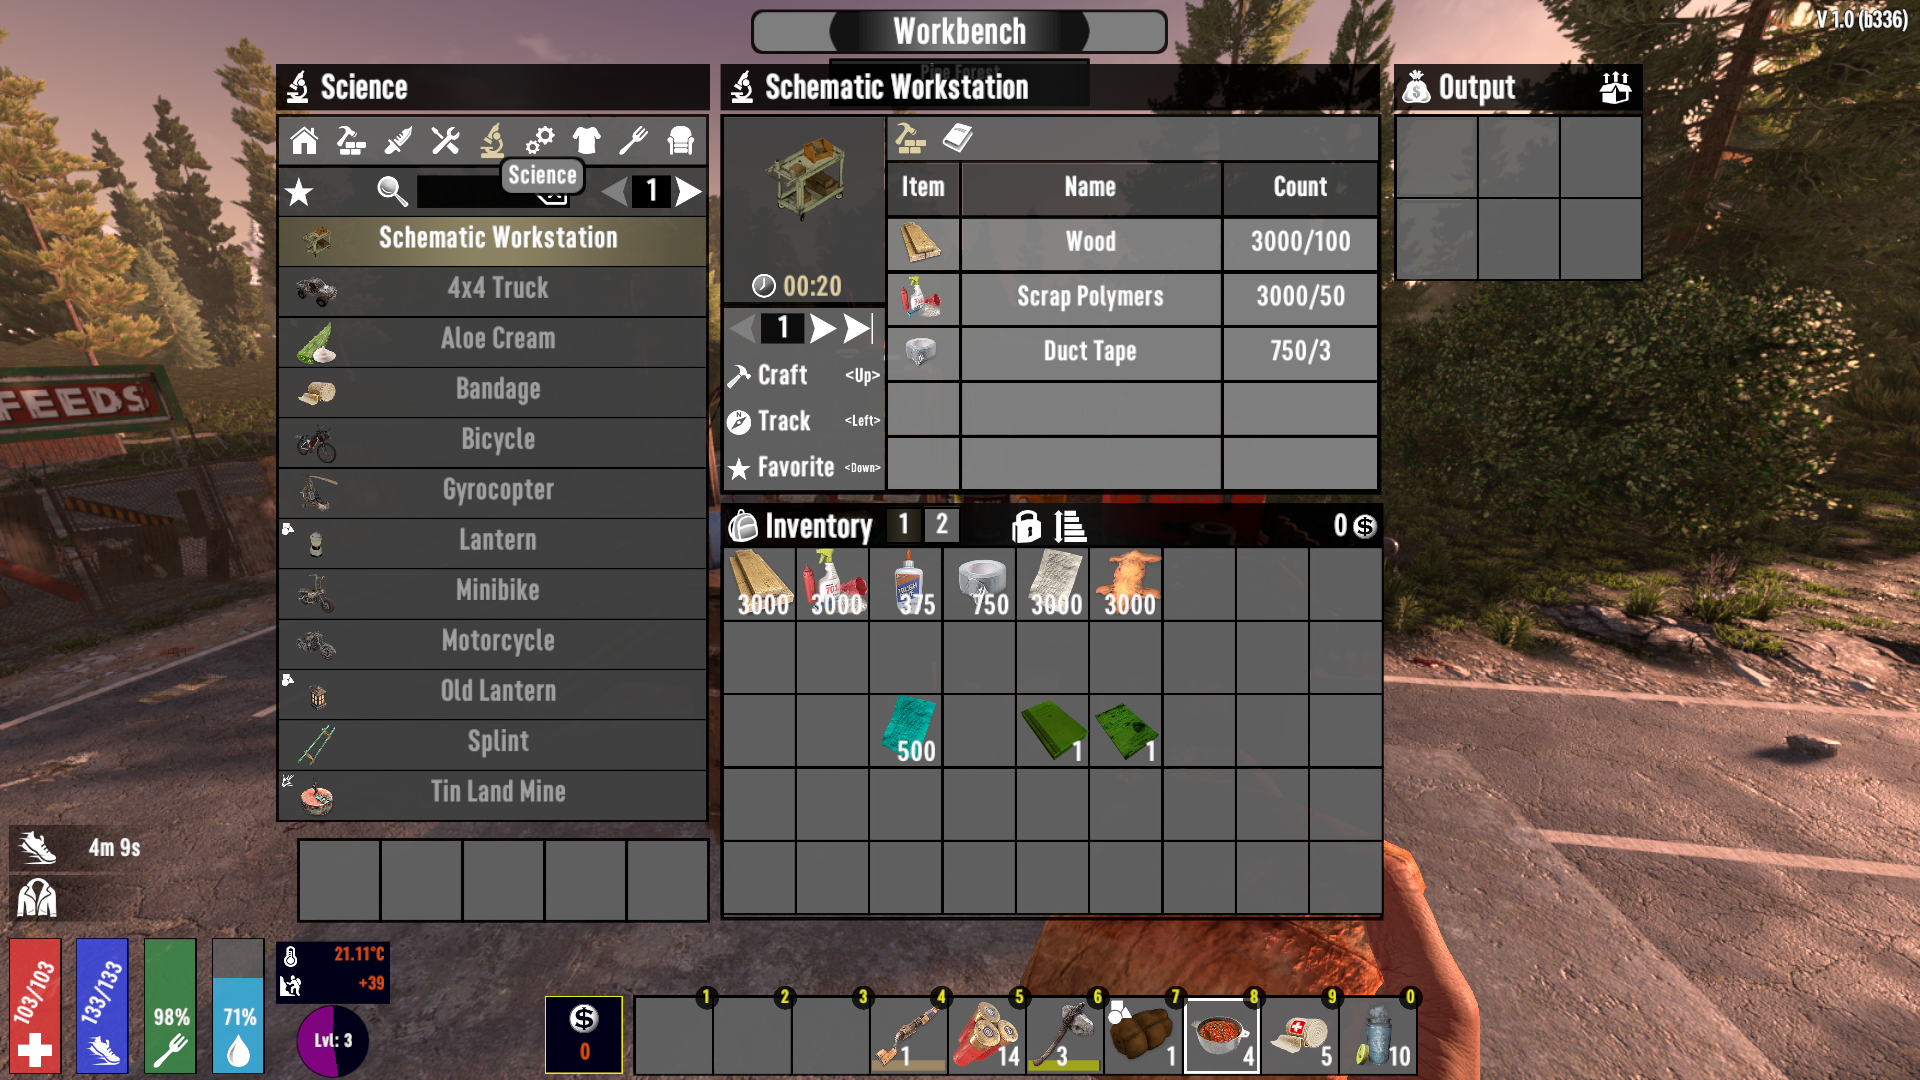 Workbench
V 1.0 (b336)
Pine Forest
Science
Science
1
Schematic Workstation
4x4 Truck
Aloe Cream
Bandage
Bicycle
Gyrocopter
Lantern
Minibike
Motorcycle
Old Lantern
Splint
Tin Land Mine
Schematic Workstation
00:20
1
Craft <Up>
Track <Left>
Favorite <Down>
Item Name Count
Wood 3000/100
Scrap Polymers 3000/50
Duct Tape 750/3
Output
Inventory 1 2 0
3000 3000 375 750 3000 3000
500 1 1
FEEDS
4m 9s
103/103
133/133
98%
71%
21.11°C
+39
Lvl: 3
0
1 2 3 4 5 6 7 8 9 0
1 14 3 1 4 5 10